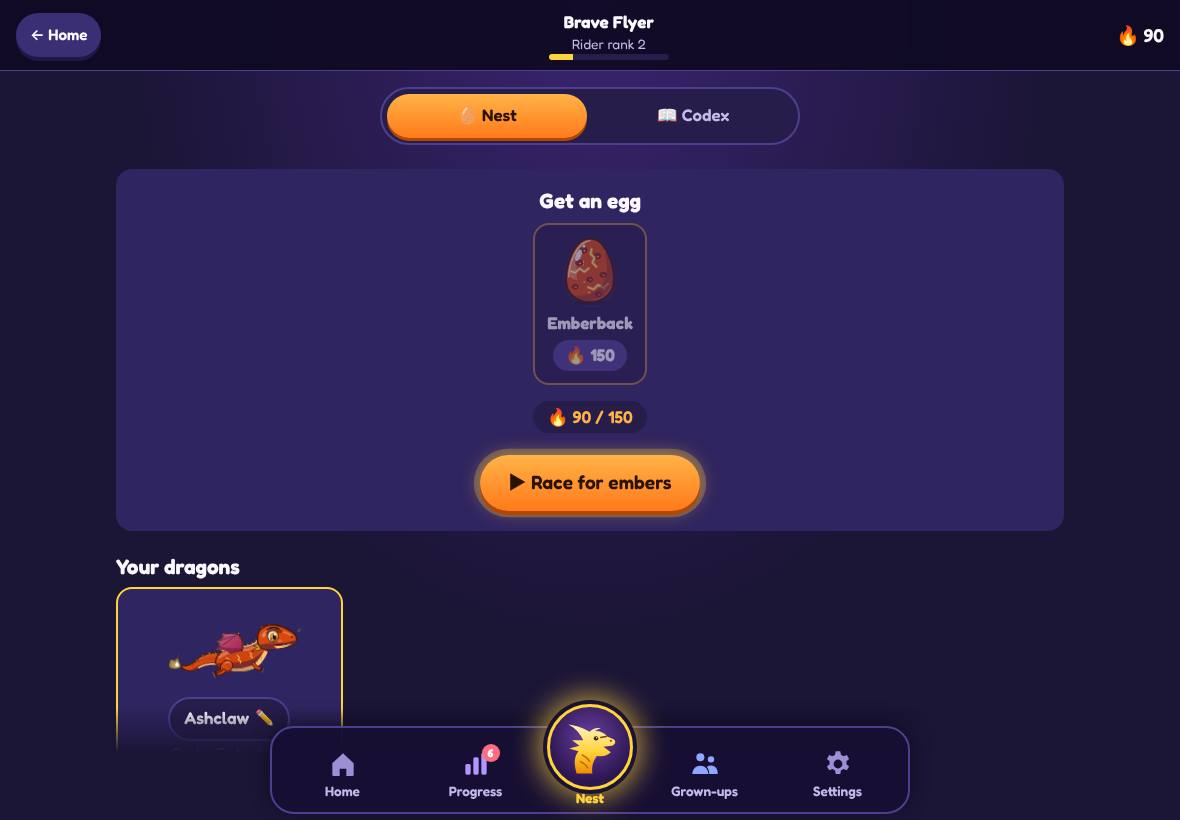 ← Home
Brave Flyer
Rider rank 2
🔥 90
🥚 Nest
📖 Codex
Get an egg
Emberback
🔥 150
🔥 90 / 150
▶ Race for embers
Your dragons
Ashclaw ✏️
6
Home
Progress
Nest
Grown-ups
Settings